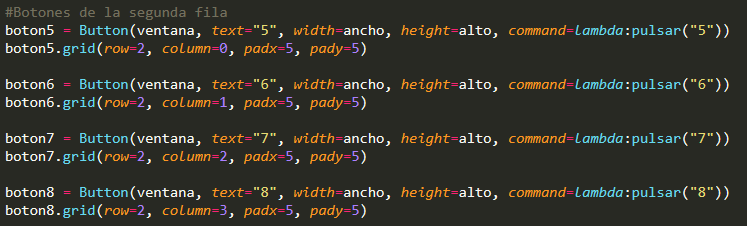 #Botones de la segunda fila
boton5 = Button(ventana, text="5", width=ancho, height=alto, command=lambda:pulsar("5"))
boton5.grid(row=2, column=0, padx=5, pady=5)
boton6 = Button(ventana, text="6", width=ancho, height=alto, command=lambda:pulsar("6"))
boton6.grid(row=2, column=1, padx=5, pady=5)
boton7 = Button(ventana, text="7", width=ancho, height=alto, command=lambda:pulsar("7"))
boton7.grid(row=2, column=2, padx=5, pady=5)
boton8 = Button(ventana, text="8", width=ancho, height=alto, command=lambda:pulsar("8"))
boton8.grid(row=2, column=3, padx=5, pady=5)